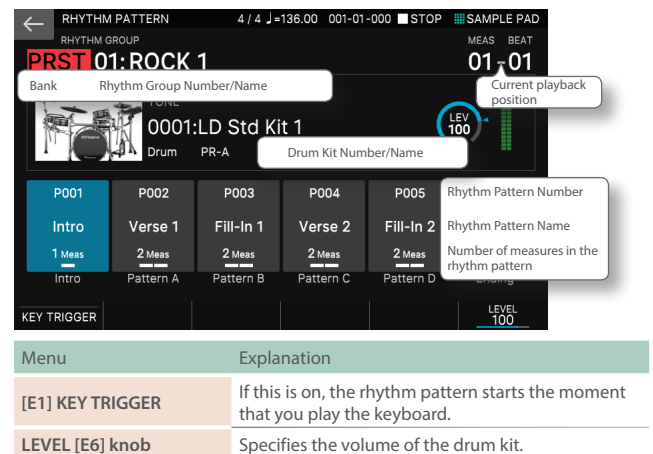 RHYTHM PATTERN 4 / 4 ♩=136.00 001-01-000 STOP SAMPLE PAD
RHYTHM GROUP MEAS BEAT
PRST 01:ROCK 1 01-01
Bank Rhythm Group Number/Name
Current playback
position
TONE
0001:LD Std Kit 1
LEV
100
Drum PR-A
Drum Kit Number/Name
P001 P002 P003 P004 P005
Rhythm Pattern Number
Intro Verse 1 Fill-In 1 Verse 2 Fill-In 2
Rhythm Pattern Name
1 Meas 2 Meas 2 Meas 2 Meas 2 Meas
Number of measures in the
rhythm pattern
Intro Pattern A Pattern B Pattern C Pattern D Ending
KEY TRIGGER
LEVEL
100
Menu Explanation
[E1] KEY TRIGGER
If this is on, the rhythm pattern starts the moment
that you play the keyboard.
LEVEL [E6] knob Specifies the volume of the drum kit.